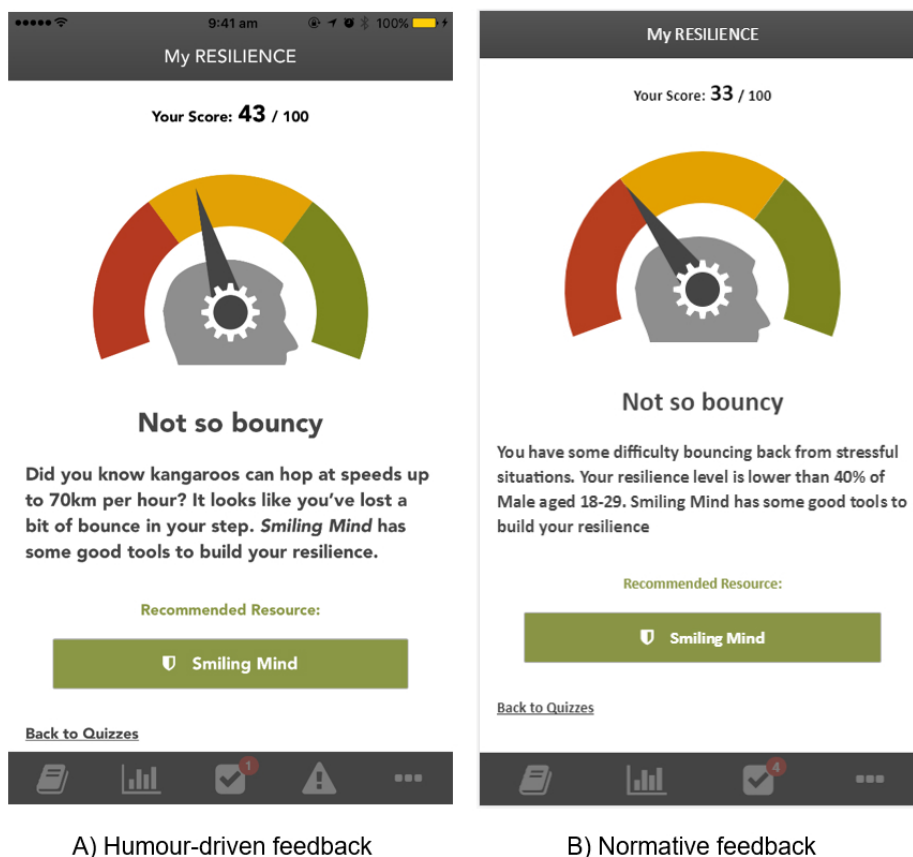 9:41 am
100%
My RESILIENCE
Your Score: 43 / 100
Not so bouncy
Did you know kangaroos can hop at speeds up
to 70km per hour? It looks like you’ve lost a
bit of bounce in your step. Smiling Mind has
some good tools to build your resilience.
Recommended Resource:
Smiling Mind
Back to Quizzes
1
A) Humour-driven feedback
My RESILIENCE
Your Score: 33 / 100
Not so bouncy
You have some difficulty bouncing back from stressful
situations. Your resilience level is lower than 40% of
Male aged 18-29. Smiling Mind has some good tools to
build your resilience
Recommended Resource:
Smiling Mind
Back to Quizzes
4
B) Normative feedback